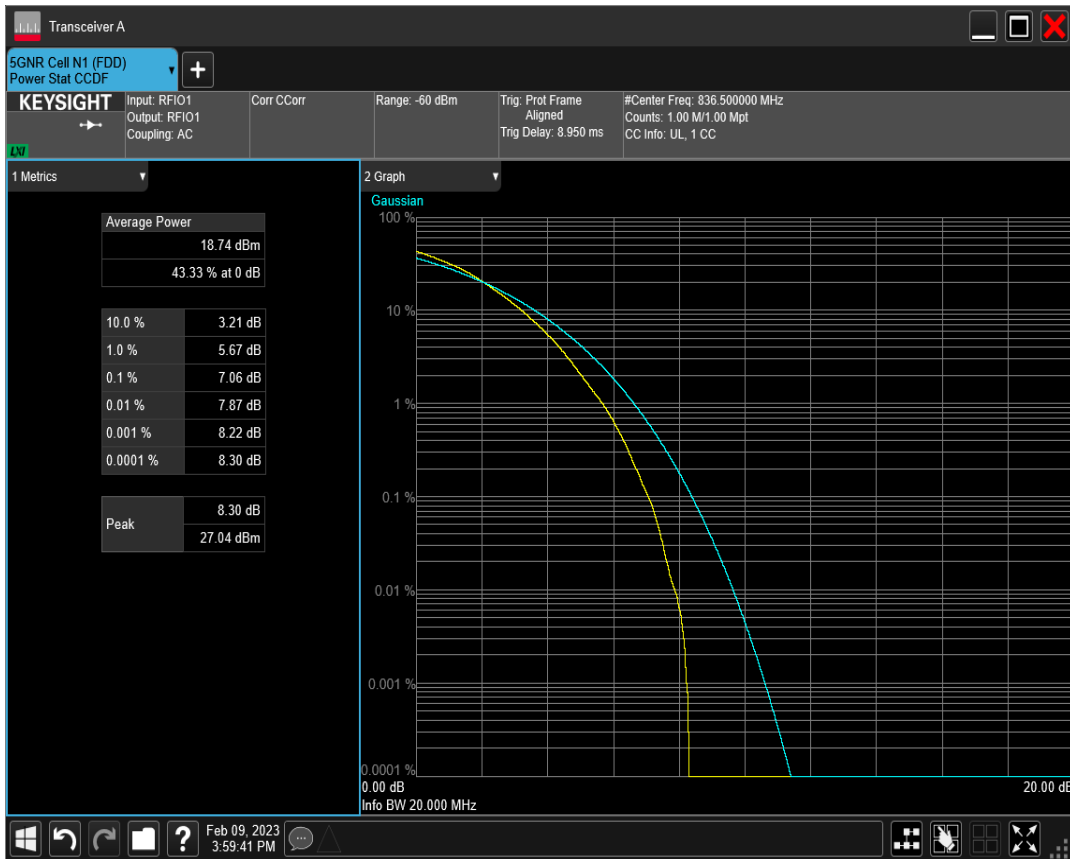 Transceiver A
5GNR Cell N1 (FDD)
Power Stat CCDF
KEYSIGHT
LXI
Input: RFIO1
Output: RFIO1
Coupling: AC
Corr CCorr
Range: -60 dBm
Trig: Prot Frame
Aligned
Trig Delay: 8.950 ms
#Center Freq: 836.500000 MHz
Counts: 1.00 M/1.00 Mpt
CC Info: UL, 1 CC
1 Metrics
Average Power
18.74 dBm
43.33 % at 0 dB
10.0 % 3.21 dB
1.0 % 5.67 dB
0.1 % 7.06 dB
0.01 % 7.87 dB
0.001 % 8.22 dB
0.0001 % 8.30 dB
Peak
8.30 dB
27.04 dBm
2 Graph
Gaussian
100 %
10 %
1 %
0.1 %
0.01 %
0.001 %
0.0001 %
0.00 dB 20.00 dB
Info BW 20.000 MHz
Feb 09, 2023
3:59:41 PM